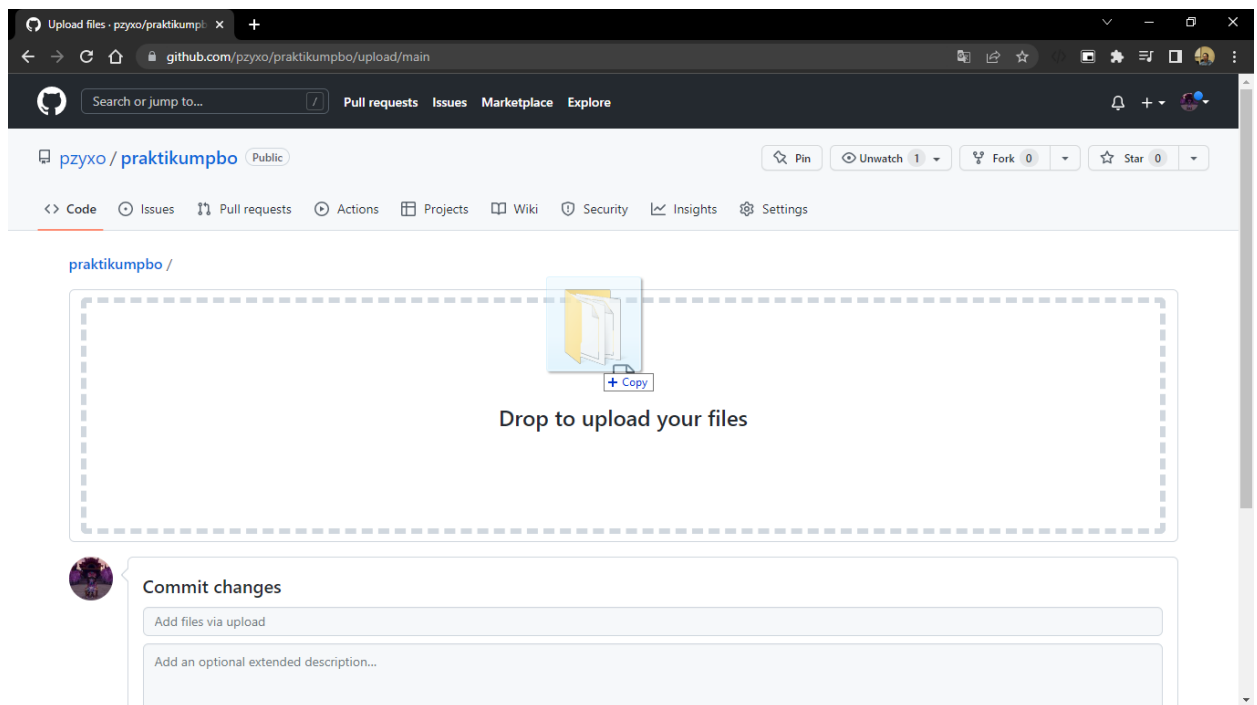 Upload files · pzyxo/praktikumpb
github.com/pzyxo/praktikumpbo/upload/main
Search or jump to... / Pull requests Issues Marketplace Explore
pzyxo / praktikumpbo Public Pin Unwatch 1 Fork 0 Star 0
<> Code Issues Pull requests Actions Projects Wiki Security Insights Settings
praktikumpbo /
+ Copy
Drop to upload your files
Commit changes
Add files via upload
Add an optional extended description...